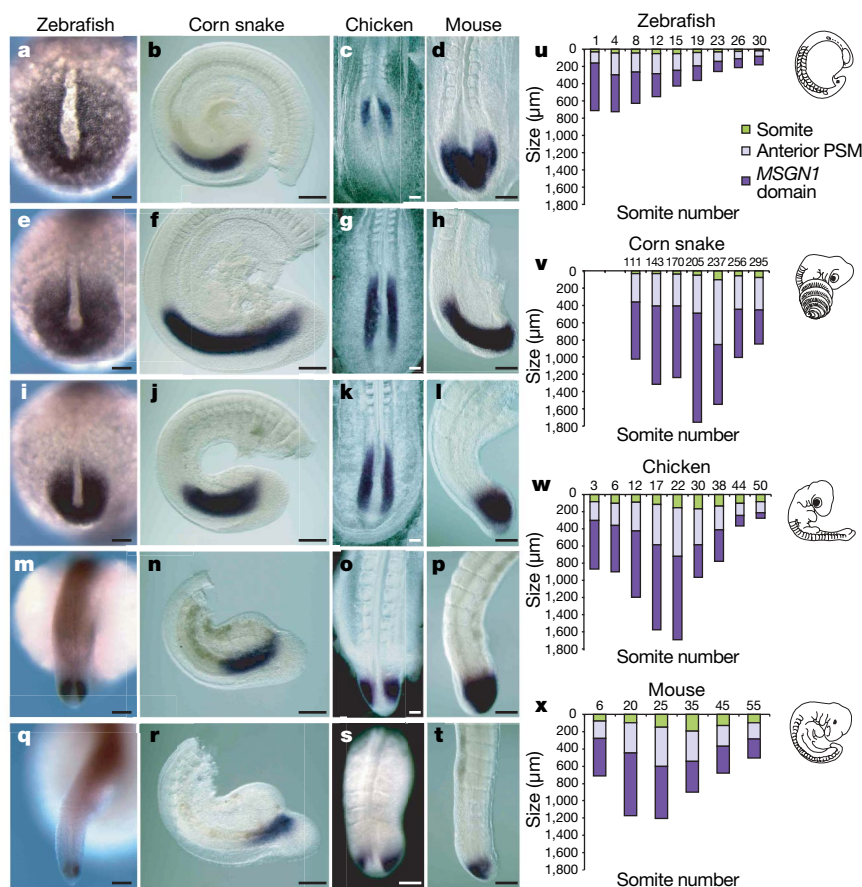 Zebrafish
Corn snake
Chicken
Mouse
a
b
c
d
e
f
g
h
i
j
k
l
m
n
o
p
q
r
s
t
u
Zebrafish
1 4 8 12 15 19 23 26 30
0
200
400
600
800
1,000
1,200
1,400
1,600
1,800
Size (µm)
Somite number
Somite
Anterior PSM
MSGN1
domain
v
Corn snake
111 143 170 205 237 256 295
0
200
400
600
800
1,000
1,200
1,400
1,600
1,800
Size (µm)
Somite number
w
Chicken
3 6 12 17 22 30 38 44 50
0
200
400
600
800
1,000
1,200
1,400
1,600
1,800
Size (µm)
Somite number
x
Mouse
6 20 25 35 45 55
0
200
400
600
800
1,000
1,200
1,400
1,600
1,800
Size (µm)
Somite number